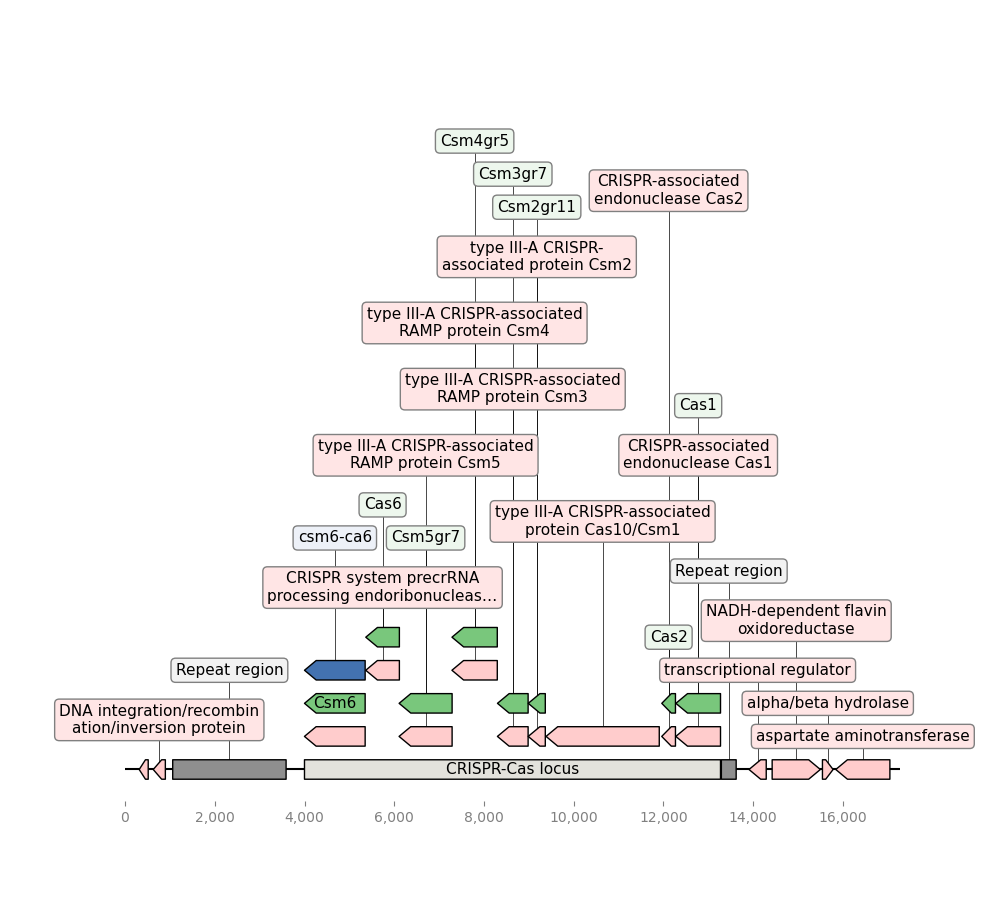 Csm4gr5
Csm3gr7
CRISPR-associated
endonuclease Cas2
Csm2gr11
type III-A CRISPR-
associated protein Csm2
type III-A CRISPR-associated
RAMP protein Csm4
type III-A CRISPR-associated
RAMP protein Csm3
Cas1
type III-A CRISPR-associated
RAMP protein Csm5
CRISPR-associated
endonuclease Cas1
Cas6
type III-A CRISPR-associated
protein Cas10/Csm1
csm6-ca6
Csm5gr7
Repeat region
CRISPR system precrRNA
processing endoribonucleas...
NADH-dependent flavin
oxidoreductase
Cas2
Repeat region
transcriptional regulator
Csm6
alpha/beta hydrolase
DNA integration/recombin
ation/inversion protein
aspartate aminotransferase
CRISPR-Cas locus
0
2,000
4,000
6,000
8,000
10,000
12,000
14,000
16,000